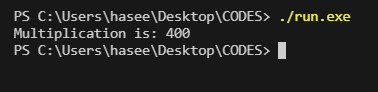 PS C:\Users\hasee\Desktop\CODES> ./run.exe
Multiplication is: 400
PS C:\Users\hasee\Desktop\CODES>